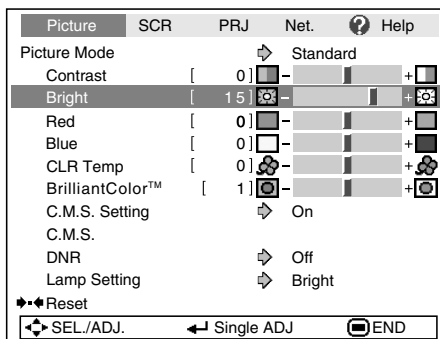 Picture SCR PRJ Net. Help
Picture Mode Standard
Contrast [ 0] - +
Bright [ 15] - +
Red [ 0] - +
Blue [ 0] - +
CLR Temp [ 0] - +
BrilliantColor™ [ 1] - +
C.M.S. Setting On
C.M.S.
DNR Off
Lamp Setting Bright
Reset
SEL./ADJ. Single ADJ END